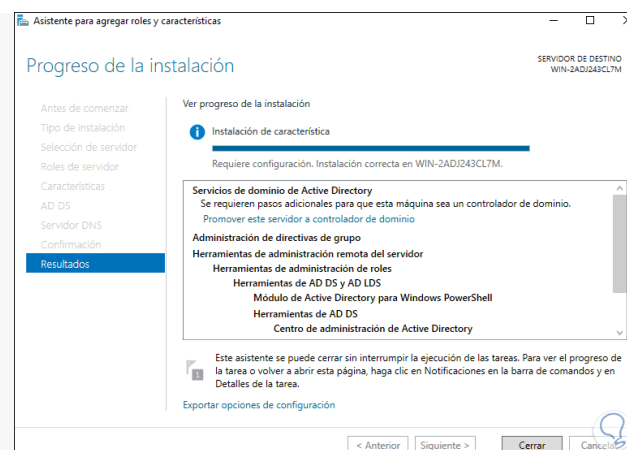 Asistente para agregar roles y características
Progreso de la instalación
SERVIDOR DE DESTINO
WIN-2ADJ243CL7M
Antes de comenzar
Tipo de instalación
Selección de servidor
Roles de servidor
Características
AD DS
Servidor DNS
Confirmación
Resultados
Ver progreso de la instalación
Instalación de característica
Requiere configuración. Instalación correcta en WIN-2ADJ243CL7M.
Servicios de dominio de Active Directory
Se requieren pasos adicionales para que esta máquina sea un controlador de dominio.
Promover este servidor a controlador de dominio
Administración de directivas de grupo
Herramientas de administración remota del servidor
Herramientas de administración de roles
Herramientas de AD DS y AD LDS
Módulo de Active Directory para Windows PowerShell
Herramientas de AD DS
Centro de administración de Active Directory
1
Este asistente se puede cerrar sin interrumpir la ejecución de las tareas. Para ver el progreso de
la tarea o volver a abrir esta página, haga clic en Notificaciones en la barra de comandos y en
Detalles de la tarea.
Exportar opciones de configuración
< Anterior Siguiente > Cerrar Cancelar